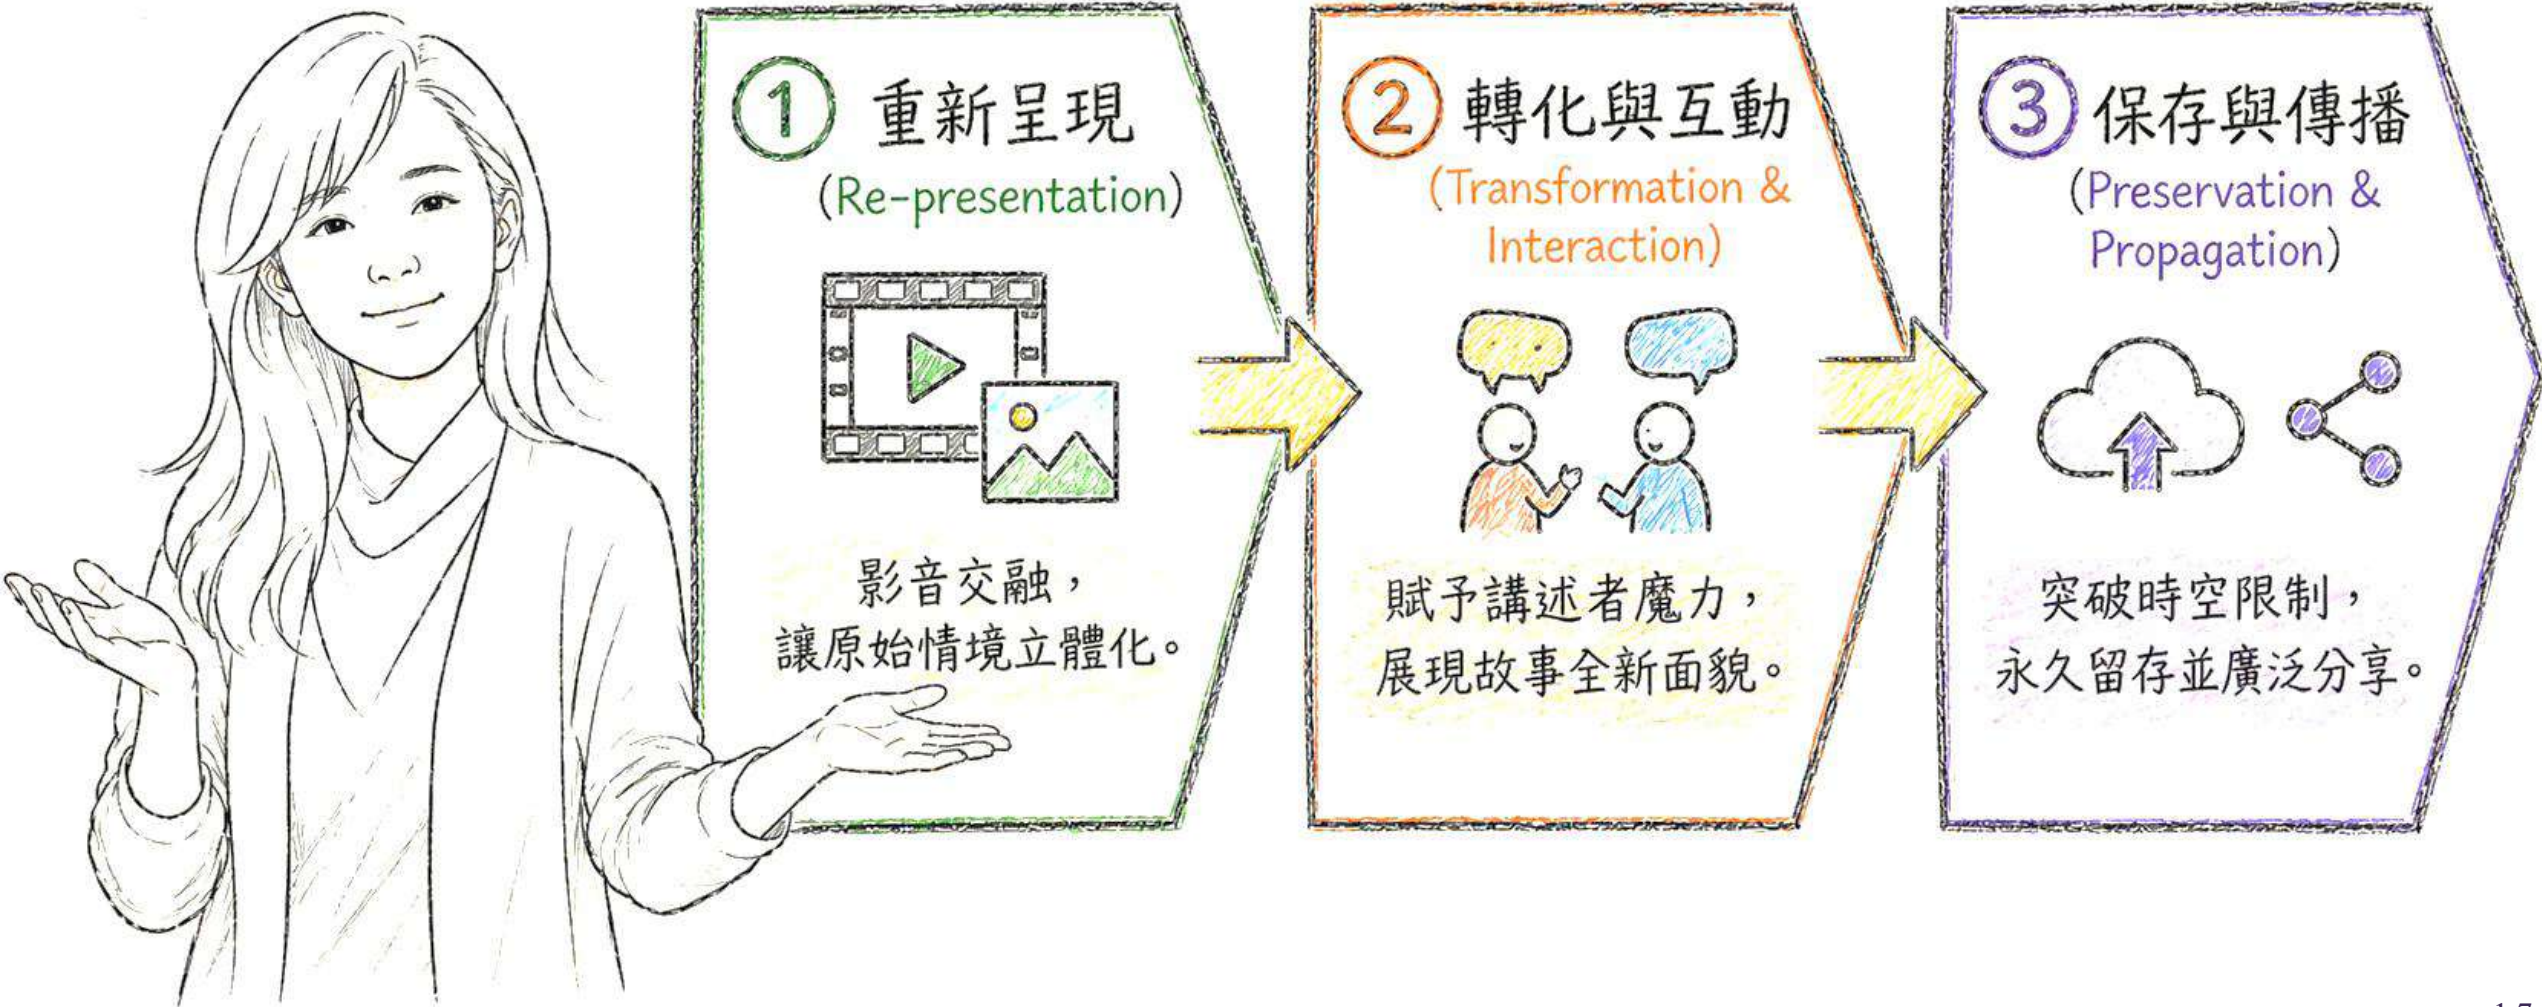 1
重新呈現
(Re-presentation)
影音交融，
讓原始情境立體化。
2
轉化與互動
(Transformation &
Interaction)
賦予講述者魔力，
展現故事全新面貌。
3
保存與傳播
(Preservation &
Propagation)
突破時空限制，
永久留存並廣泛分享。